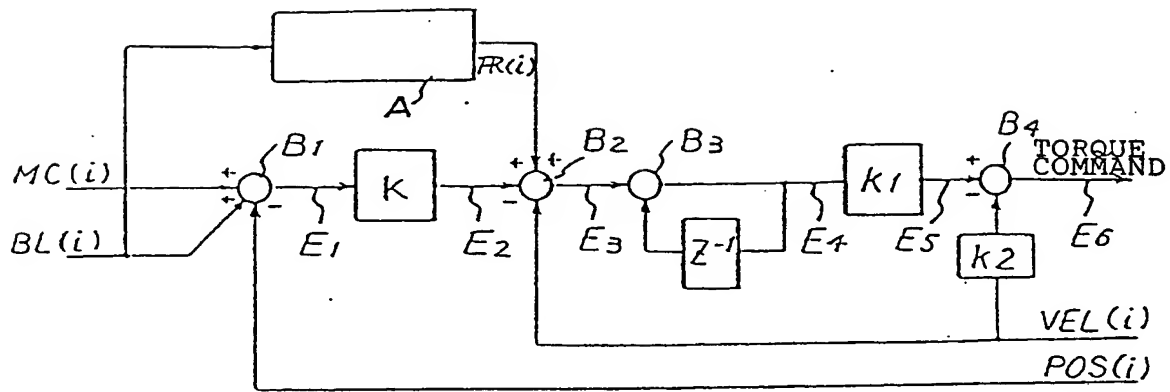 FR(i)
A
B1
B2
B3
B4
TORQUE
COMMAND
MC(i)
+
+
-
K
+
+
-
k1
+
-
E1
E2
E3
E4
E5
E6
BL(i)
Z-1
k2
VEL(i)
POS(i)